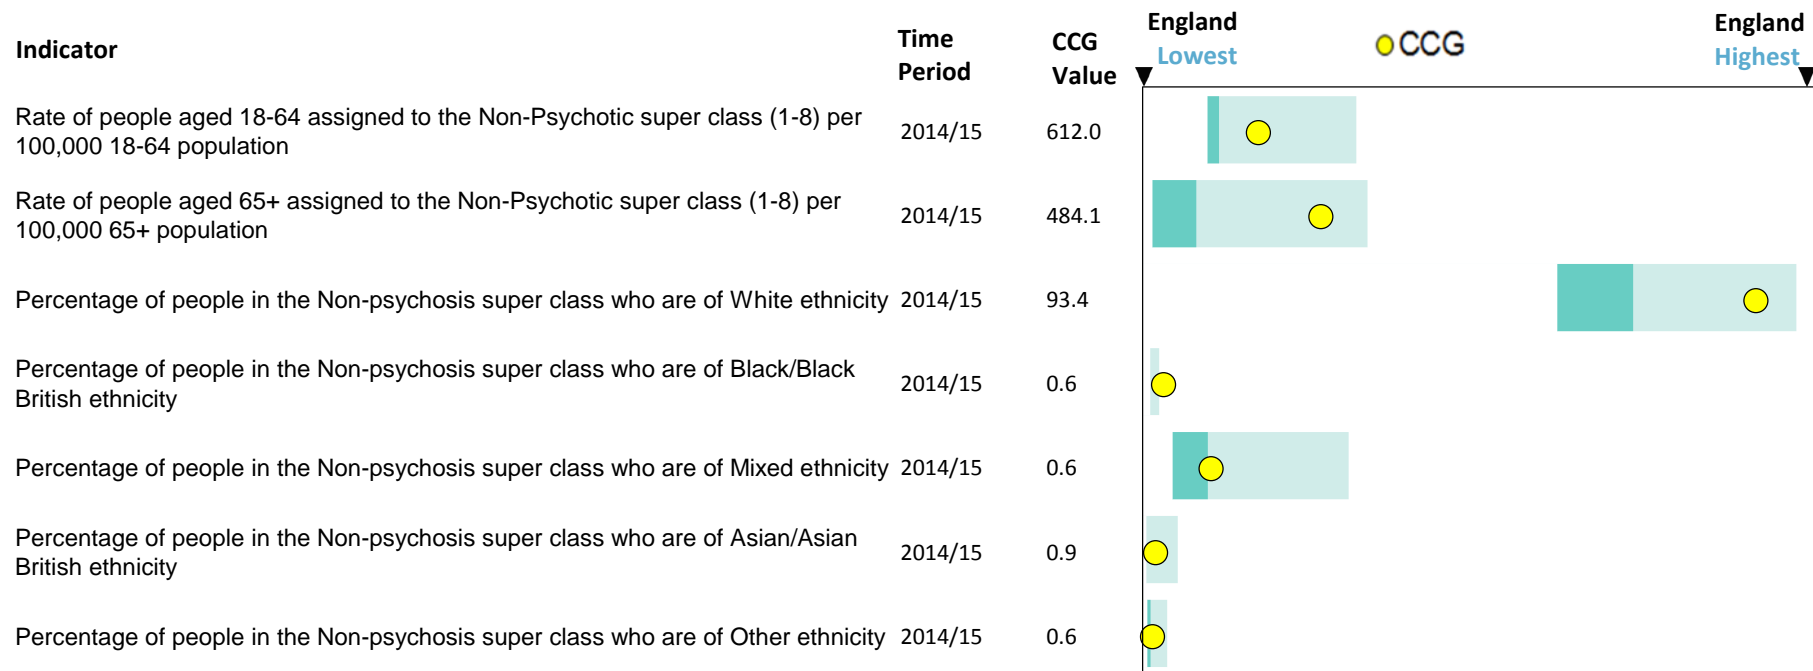 Indicator
Time
Period
CCG
Value
England
Lowest
CCG
England
Highest
Rate of people aged 18-64 assigned to the Non-Psychotic super class (1-8) per
100,000 18-64 population
2014/15
612.0
Rate of people aged 65+ assigned to the Non-Psychotic super class (1-8) per
100,000 65+ population
2014/15
484.1
Percentage of people in the Non-psychosis super class who are of White ethnicity
2014/15
93.4
Percentage of people in the Non-psychosis super class who are of Black/Black
British ethnicity
2014/15
0.6
Percentage of people in the Non-psychosis super class who are of Mixed ethnicity
2014/15
0.6
Percentage of people in the Non-psychosis super class who are of Asian/Asian
British ethnicity
2014/15
0.9
Percentage of people in the Non-psychosis super class who are of Other ethnicity
2014/15
0.6